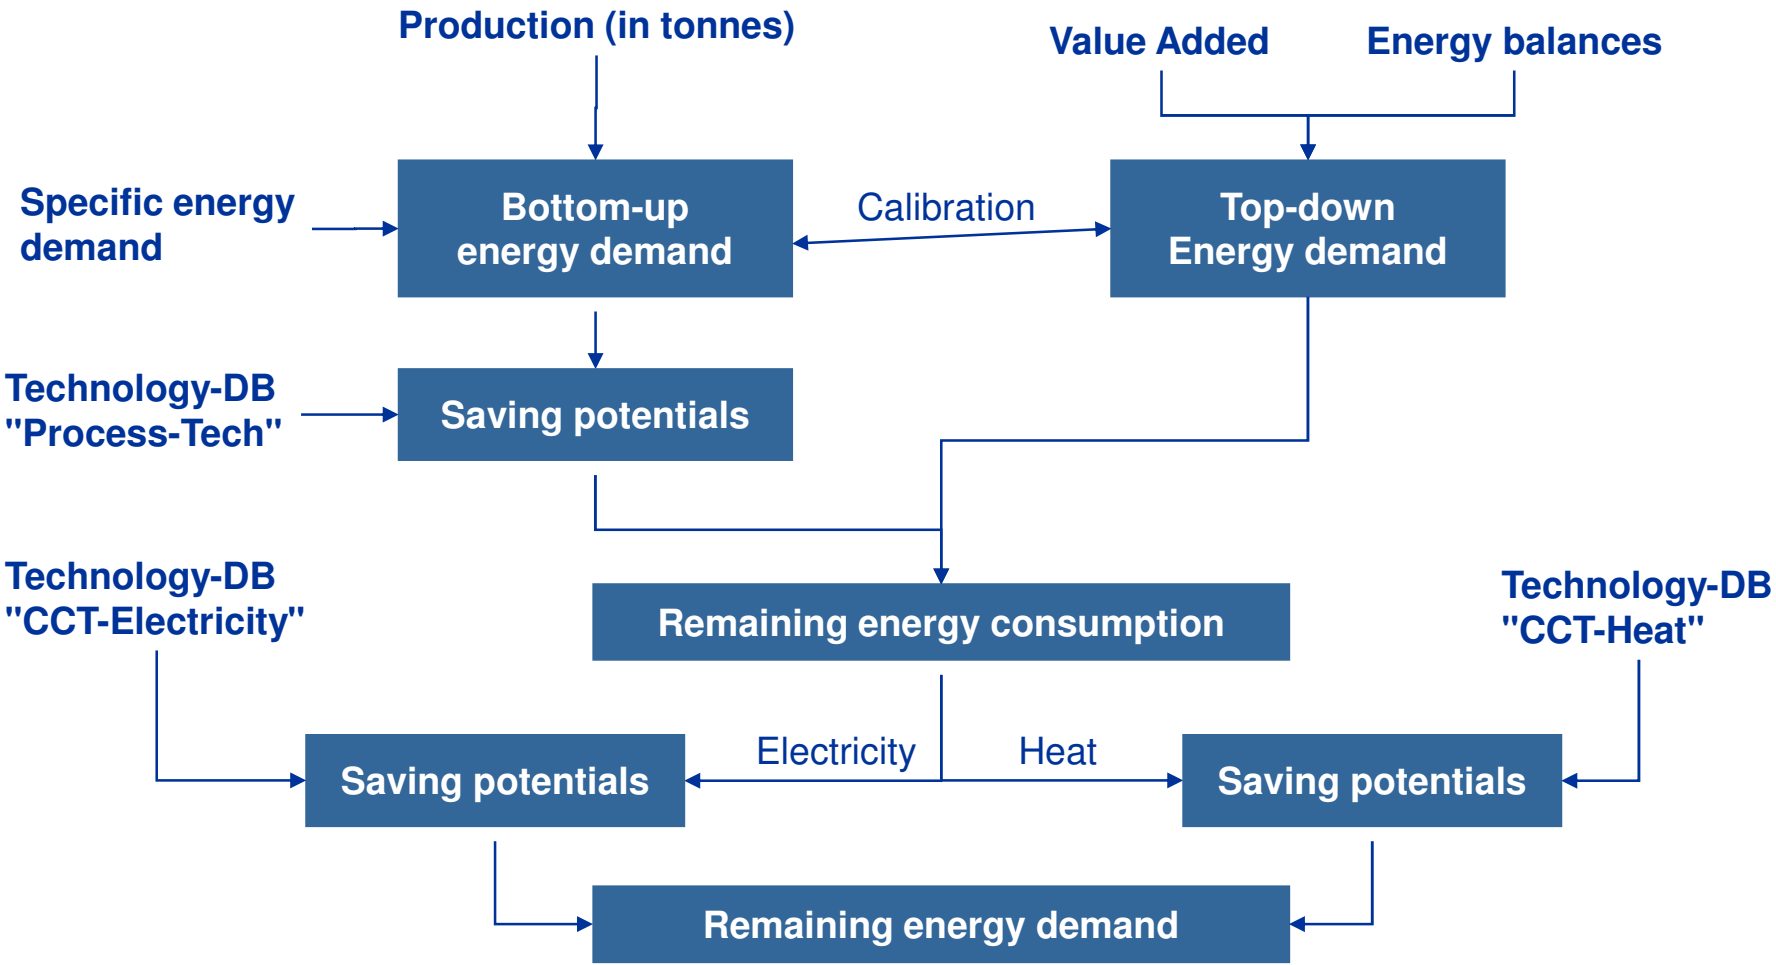 Production (in tonnes)
Value Added
Energy balances
Specific energy
demand
Bottom-up
energy demand
Calibration
Top-down
Energy demand
Technology-DB
"Process-Tech"
Saving potentials
Technology-DB
"CCT-Electricity"
Remaining energy consumption
Technology-DB
"CCT-Heat"
Electricity
Heat
Saving potentials
Saving potentials
Remaining energy demand